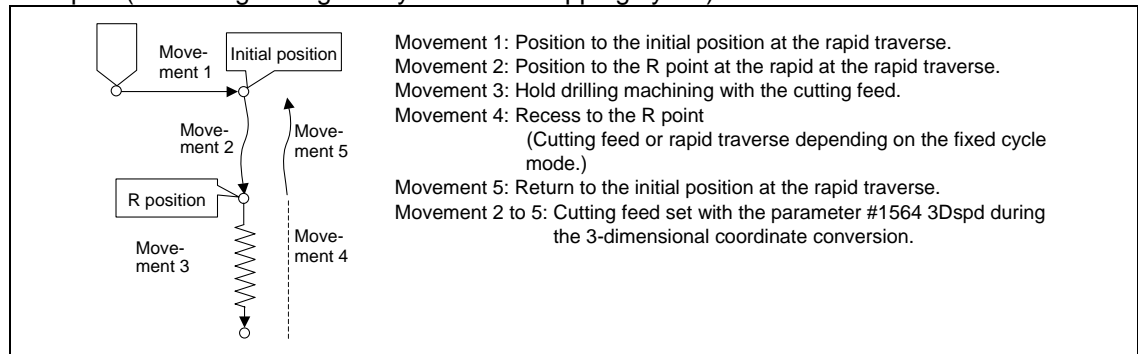 Move-
ment 1
Initial position
Move-
ment 2
Move-
ment 5
R position
Move-
ment 3
Move-
ment 4
Movement 1: Position to the initial position at the rapid traverse.
Movement 2: Position to the R point at the rapid at the rapid traverse.
Movement 3: Hold drilling machining with the cutting feed.
Movement 4: Recess to the R point
(Cutting feed or rapid traverse depending on the fixed cycle
mode.)
Movement 5: Return to the initial position at the rapid traverse.
Movement 2 to 5: Cutting feed set with the parameter #1564 3Dspd during
the 3-dimensional coordinate conversion.